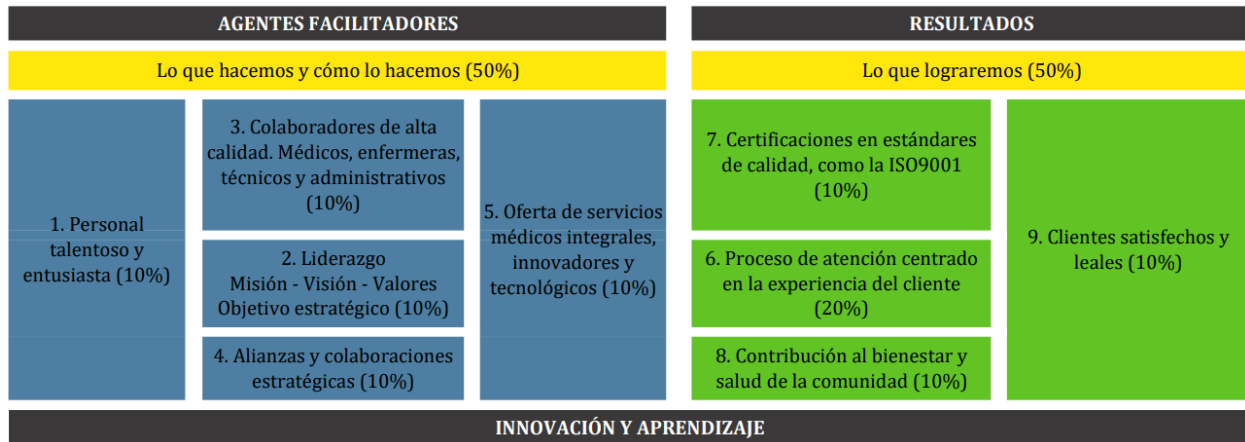 AGENTES FACILITADORES
RESULTADOS
Lo que hacemos y cómo lo hacemos (50%)
Lo que lograremos (50%)
1. Personal
talentoso y
entusiasta (10%)
3. Colaboradores de alta
calidad. Médicos, enfermeras,
técnicos y administrativos
(10%)
2. Liderazgo
Misión - Visión - Valores
Objetivo estratégico (10%)
4. Alianzas y colaboraciones
estratégicas (10%)
5. Oferta de servicios
médicos integrales,
innovadores y
tecnológicos (10%)
7. Certificaciones en estándares
de calidad, como la ISO9001
(10%)
6. Proceso de atención centrado
en la experiencia del cliente
(20%)
8. Contribución al bienestar y
salud de la comunidad (10%)
9. Clientes satisfechos y
leales (10%)
INNOVACIÓN Y APRENDIZAJE